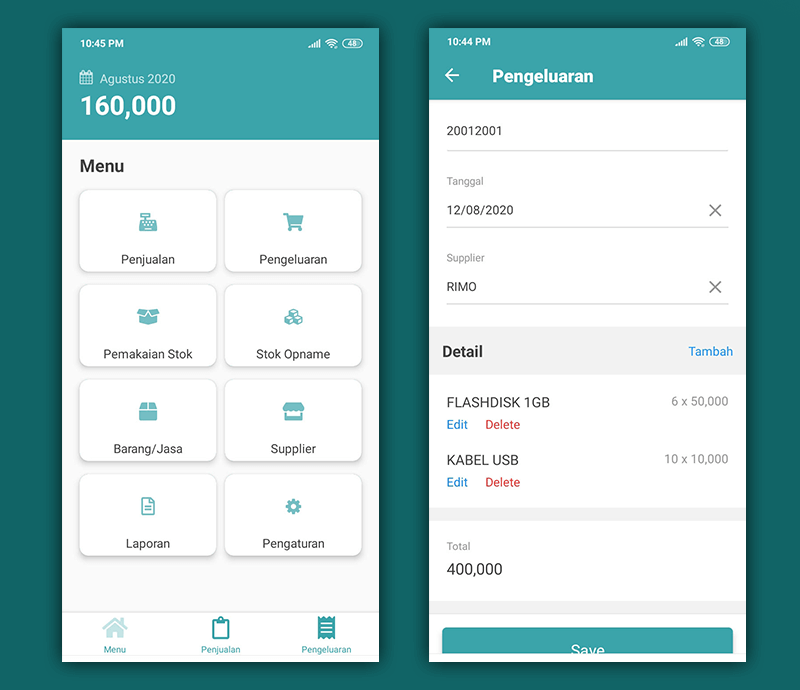 10:45 PM
48
Agustus 2020
160,000
Menu
Penjualan
Pengeluaran
Pemakaian Stok
Stok Opname
Barang/Jasa
Supplier
Laporan
Pengaturan
Menu
Penjualan
Pengeluaran
10:44 PM
48
Pengeluaran
20012001
Tanggal
12/08/2020
Supplier
RIMO
Detail
Tambah
FLASHDISK 1GB
6 x 50,000
Edit
Delete
KABEL USB
10 x 10,000
Edit
Delete
Total
400,000
Save